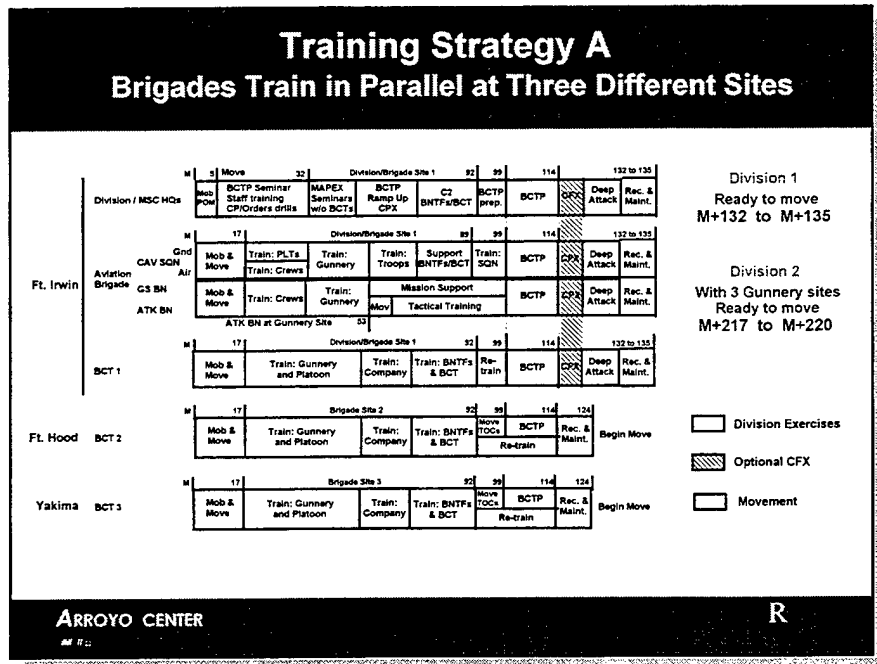 Training Strategy A
Brigades Train in Parallel at Three Different Sites
M 5 Move 32 Division/Brigade Site 1 92 99 114 132 to 135
Division / MSC HQs
Mob POM
BCTP Seminar
Staff training
CP/Orders drills
MAPEX
Seminars
w/o BCTs
BCTP
Ramp Up
CPX
C2
BNTFs/BCT
BCTP
prep.
BCTP
CFX
Deep
Attack
Rec. &
Maint.
Ft. Irwin
M 17 Division/Brigade Site 1 89 99 114 132 to 135
Aviation
Brigade
CAV SQN
Gnd
Air
Mob &
Move
Train: PLTs
Train: Crews
Train:
Gunnery
Train:
Troops
Support
BNTFs/BCT
Train:
SQN
BCTP
CFX
Deep
Attack
Rec. &
Maint.
GS BN
ATK BN
Mob &
Move
Train: Crews
Train:
Gunnery
Mission Support
Mov
Tactical Training
BCTP
CFX
Deep
Attack
Rec. &
Maint.
ATK BN at Gunnery Site 53
M 17 Division/Brigade Site 1 92 99 114 132 to 135
BCT 1
Mob &
Move
Train: Gunnery
and Platoon
Train:
Company
Train: BNTFs
& BCT
Re-
train
BCTP
CFX
Deep
Attack
Rec. &
Maint.
M 17 Brigade Site 2 92 99 114 124
Ft. Hood BCT 2
Mob &
Move
Train: Gunnery
and Platoon
Train:
Company
Train: BNTFs
& BCT
Move
TOCs
BCTP
Re-train
Rec. &
Maint.
Begin Move
M 17 Brigade Site 3 92 99 114 124
Yakima BCT 3
Mob &
Move
Train: Gunnery
and Platoon
Train:
Company
Train: BNTFs
& BCT
Move
TOCs
BCTP
Re-train
Rec. &
Maint.
Begin Move
Division 1
Ready to move
M+132 to M+135
Division 2
With 3 Gunnery sites
Ready to move
M+217 to M+220
Division Exercises
Optional CFX
Movement
ARROYO CENTER
R